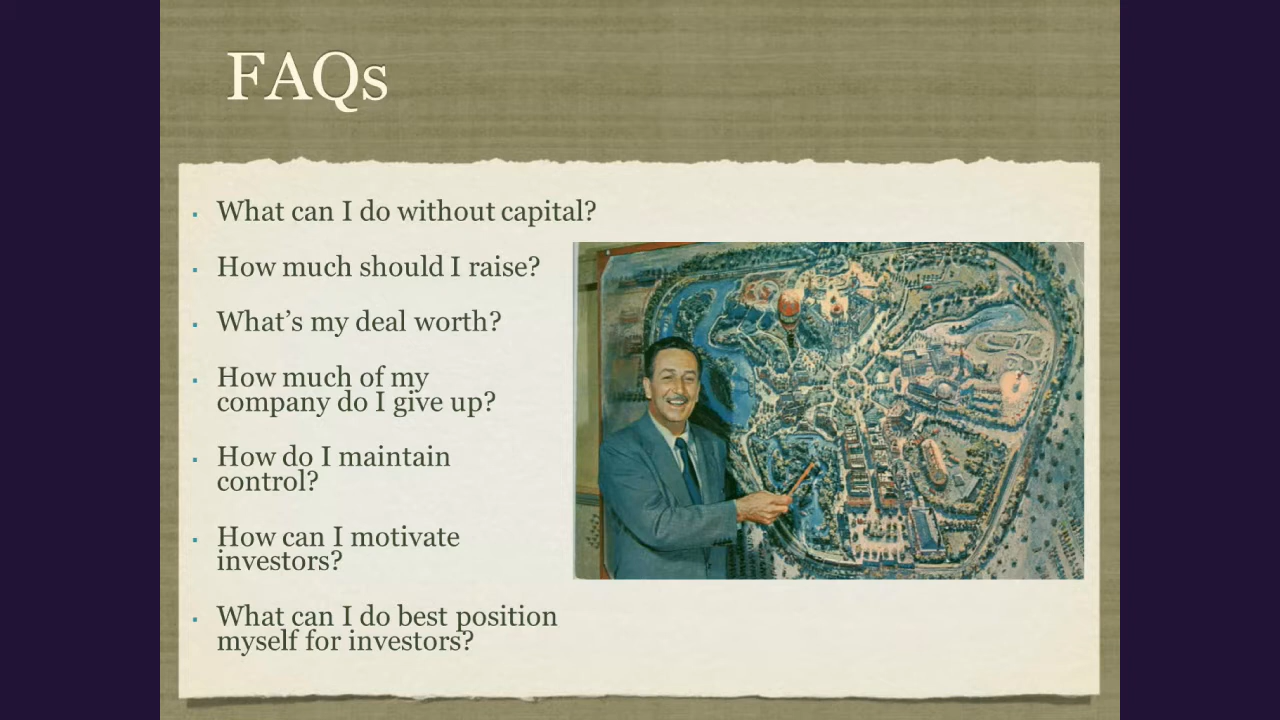 FAQs
What can I do without capital?
How much should I raise?
What’s my deal worth?
How much of my
company do I give up?
How do I maintain
control?
How can I motivate
investors?
What can I do best position
myself for investors?